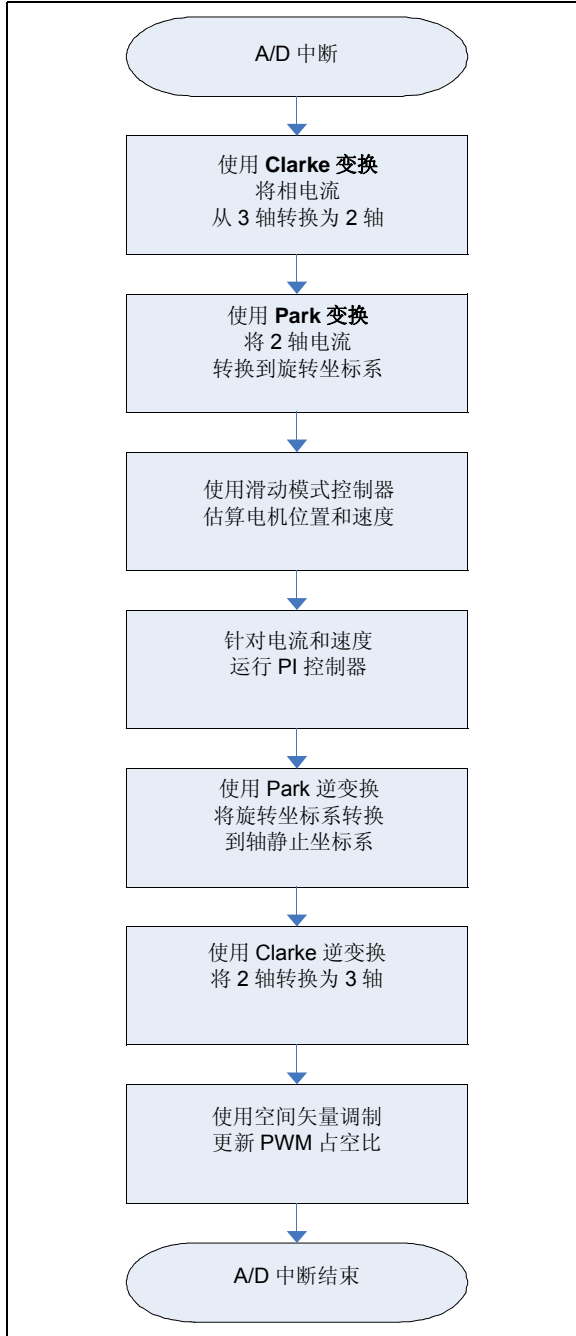 A/D 中断
使用 Clarke 变换
将相电流
从 3 轴转换为 2 轴
使用 Park 变换
将 2 轴电流
转换到旋转坐标系
使用滑动模式控制器
估算电机位置和速度
针对电流和速度
运行 PI 控制器
使用 Park 逆变换
将旋转坐标系转换
到轴静止坐标系
使用 Clarke 逆变换
将 2 轴转换为 3 轴
使用空间矢量调制
更新 PWM 占空比
A/D 中断结束